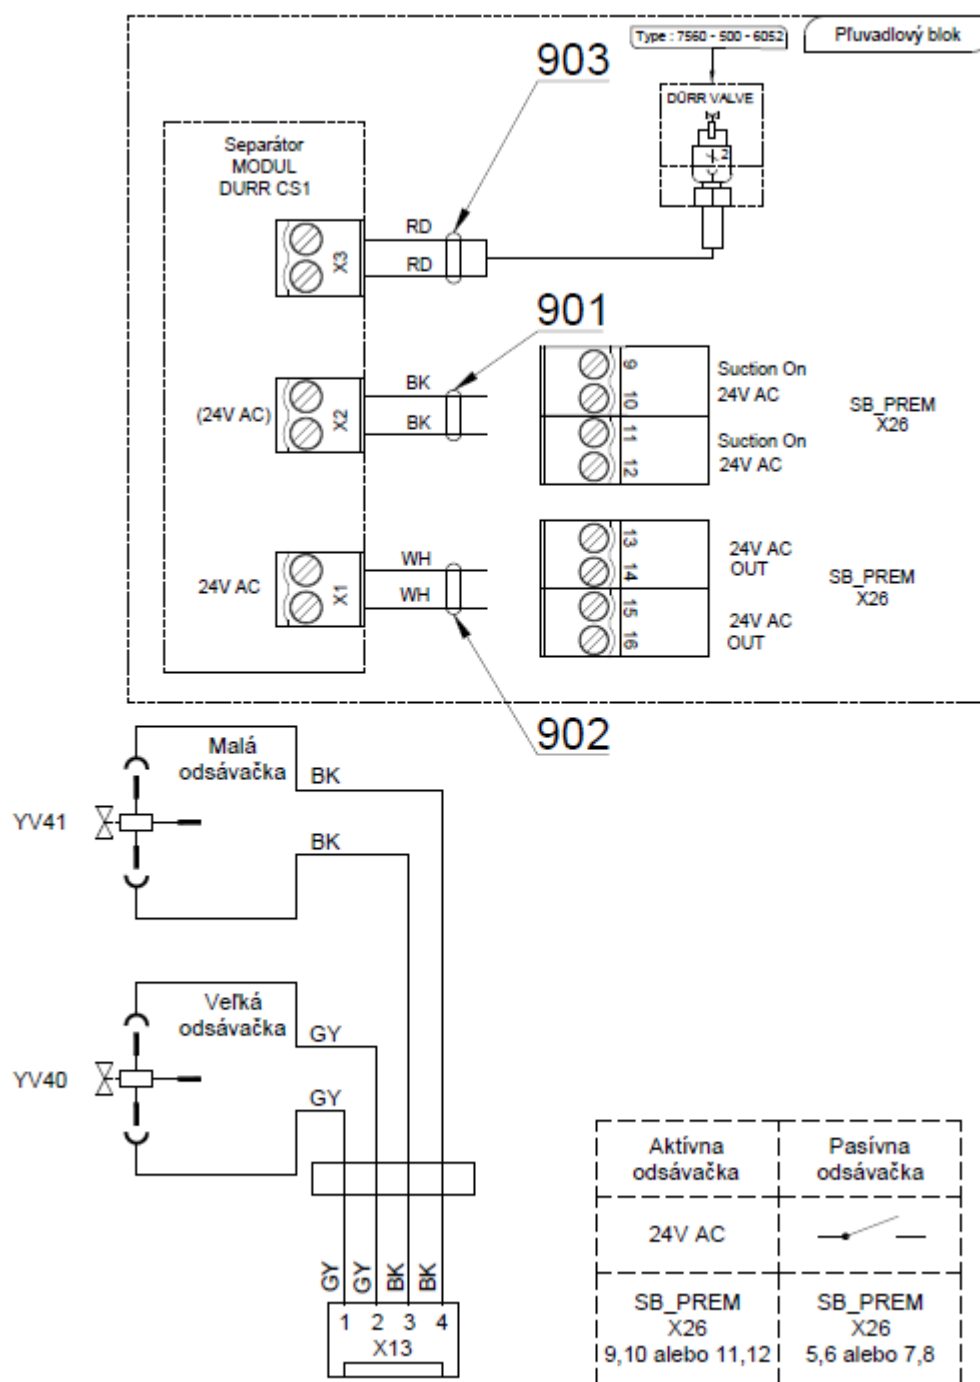 Type : 7560 - 500 - 6052
Přuvadlový blok
903
DÜRR VALVE
2
Separátor
MODUL
DURR CS1
RD
RD
X3
901
(24V AC)
X2
BK
BK
9
10
11
12
Suction On
24V AC
Suction On
24V AC
SB_PREM
X26
24V AC
X1
WH
WH
13
14
15
16
24V AC
OUT
24V AC
OUT
SB_PREM
X26
902
Malá
odsávačka
BK
BK
YV41
Veľká
odsávačka
GY
GY
YV40
GY GY BK BK
1 2 3 4
X13
Aktívna
odsávačka
Pasívna
odsávačka
24V AC
SB_PREM
X26
9,10 alebo 11,12
SB_PREM
X26
5,6 alebo 7,8